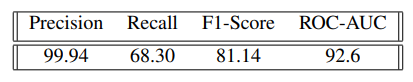 Precision Recall F1-Score ROC-AUC
99.94 68.30 81.14 92.6